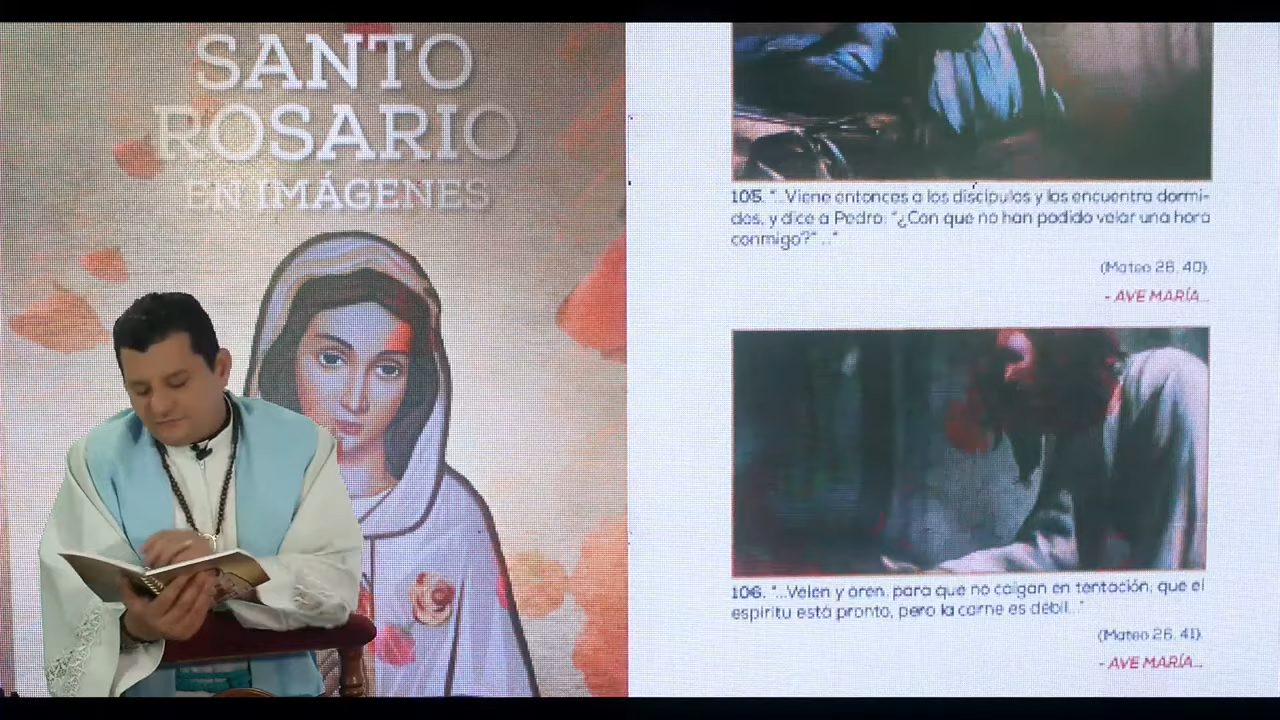 SANTO
ROSARIO
EN IMÁGENES
105. "...Viene entonces a los discípulos y los encuentra dormi-
dos, y dice a Pedro: "¿Con que no han podido velar una hora
conmigo?" ..."
(Mateo 26, 40).
- AVE MARÍA...
106. "...Velen y oren, para que no caigan en tentación; que el
espíritu está pronto, pero la carne es débil..."
(Mateo 26, 41).
- AVE MARÍA...